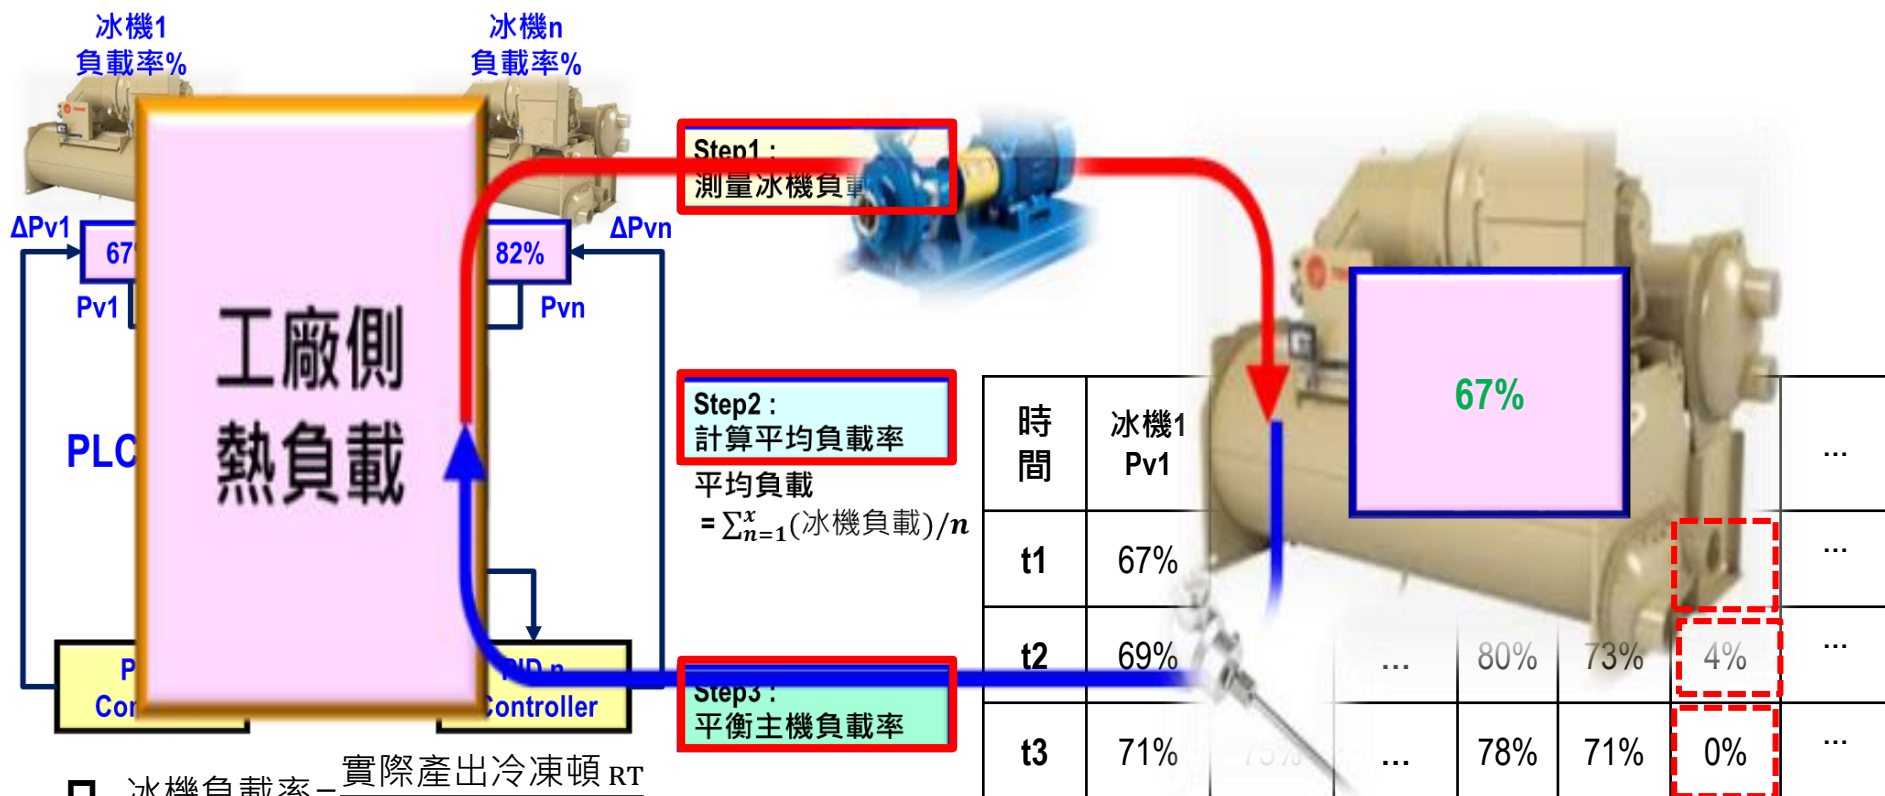 冰機1
負載率%
冰機n
負載率%
ΔPv1
ΔPvn
67
82%
Pv1
Pvn
工廠側
熱負載
PLC
PID n
Controller
冰機負載率=實際產出冷凍頓 RT
Step1 :
測量冰機負載
Step2 :
計算平均負載率
平均負載
= ∑ₙ₌₁ˣ(冰機負載)/n
Step3 :
平衡主機負載率
67%
時間 冰機1 Pv1 ...
t1 67% ...
t2 69% ... 80% 73% 4% ...
t3 71% 75% ... 78% 71% 0% ...